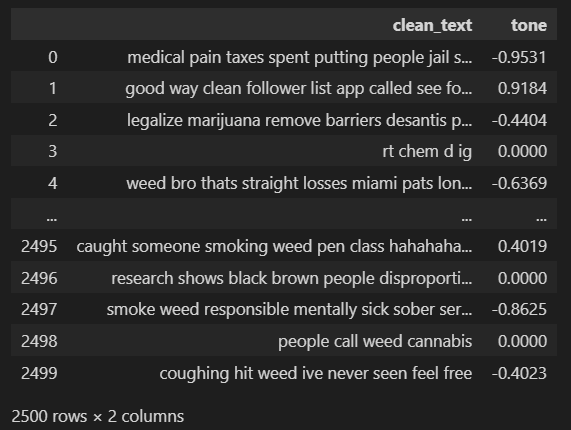 clean_text tone
0 medical pain taxes spent putting people jail s... -0.9531
1 good way clean follower list app called see fo... 0.9184
2 legalize marijuana remove barriers desantis p... -0.4404
3 rt chem d ig 0.0000
4 weed bro thats straight losses miami pats lon... -0.6369
... ... ...
2495 caught someone smoking weed pen class hahahaha... 0.4019
2496 research shows black brown people disproporti... 0.0000
2497 smoke weed responsible mentally sick sober ser... -0.8625
2498 people call weed cannabis 0.0000
2499 coughing hit weed ive never seen feel free -0.4023
2500 rows × 2 columns